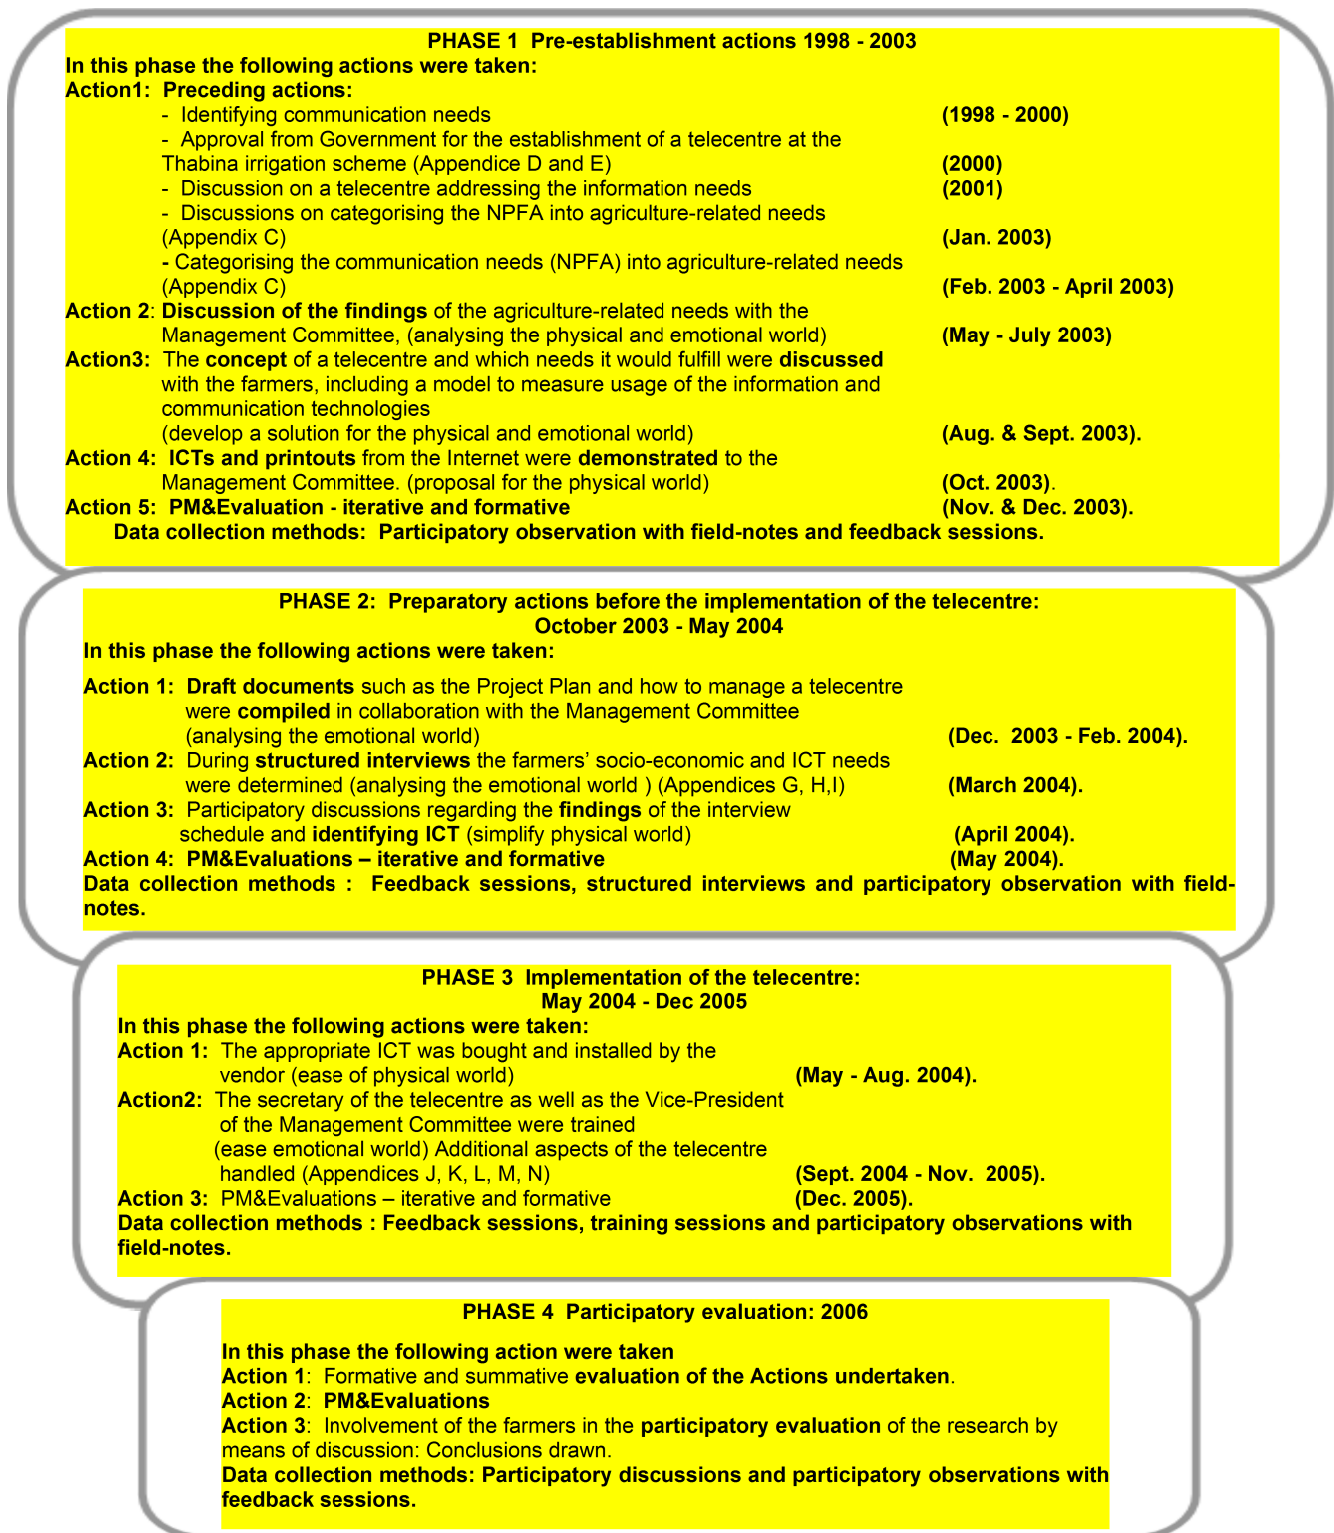 PHASE 1 Pre-establishment actions 1998 - 2003
In this phase the following actions were taken:
Action1: Preceding actions:
- Identifying communication needs (1998 - 2000)
- Approval from Government for the establishment of a telecentre at the
Thabina irrigation scheme (Appendice D and E) (2000)
- Discussion on a telecentre addressing the information needs (2001)
- Discussions on categorising the NPFA into agriculture-related needs
(Appendix C) (Jan. 2003)
- Categorising the communication needs (NPFA) into agriculture-related needs
(Appendix C) (Feb. 2003 - April 2003)
Action 2: Discussion of the findings of the agriculture-related needs with the
Management Committee, (analysing the physical and emotional world) (May - July 2003)
Action3: The concept of a telecentre and which needs it would fulfill were discussed
with the farmers, including a model to measure usage of the information and
communication technologies
(develop a solution for the physical and emotional world) (Aug. & Sept. 2003).
Action 4: ICTs and printouts from the Internet were demonstrated to the
Management Committee. (proposal for the physical world) (Oct. 2003).
Action 5: PM&Evaluation - iterative and formative (Nov. & Dec. 2003).
Data collection methods: Participatory observation with field-notes and feedback sessions.
PHASE 2: Preparatory actions before the implementation of the telecentre:
October 2003 - May 2004
In this phase the following actions were taken:
Action 1: Draft documents such as the Project Plan and how to manage a telecentre
were compiled in collaboration with the Management Committee
(analysing the emotional world) (Dec. 2003 - Feb. 2004).
Action 2: During structured interviews the farmers' socio-economic and ICT needs
were determined (analysing the emotional world ) (Appendices G, H,I) (March 2004).
Action 3: Participatory discussions regarding the findings of the interview
schedule and identifying ICT (simplify physical world) (April 2004).
Action 4: PM&Evaluations – iterative and formative (May 2004).
Data collection methods : Feedback sessions, structured interviews and participatory observation with field-
notes.
PHASE 3 Implementation of the telecentre:
May 2004 - Dec 2005
In this phase the following actions were taken:
Action 1: The appropriate ICT was bought and installed by the
vendor (ease of physical world) (May - Aug. 2004).
Action2: The secretary of the telecentre as well as the Vice-President
of the Management Committee were trained
(ease emotional world) Additional aspects of the telecentre
handled (Appendices J, K, L, M, N) (Sept. 2004 - Nov. 2005).
Action 3: PM&Evaluations – iterative and formative (Dec. 2005).
Data collection methods : Feedback sessions, training sessions and participatory observations with
field-notes.
PHASE 4 Participatory evaluation: 2006
In this phase the following action were taken
Action 1: Formative and summative evaluation of the Actions undertaken.
Action 2: PM&Evaluations
Action 3: Involvement of the farmers in the participatory evaluation of the research by
means of discussion: Conclusions drawn.
Data collection methods: Participatory discussions and participatory observations with
feedback sessions.